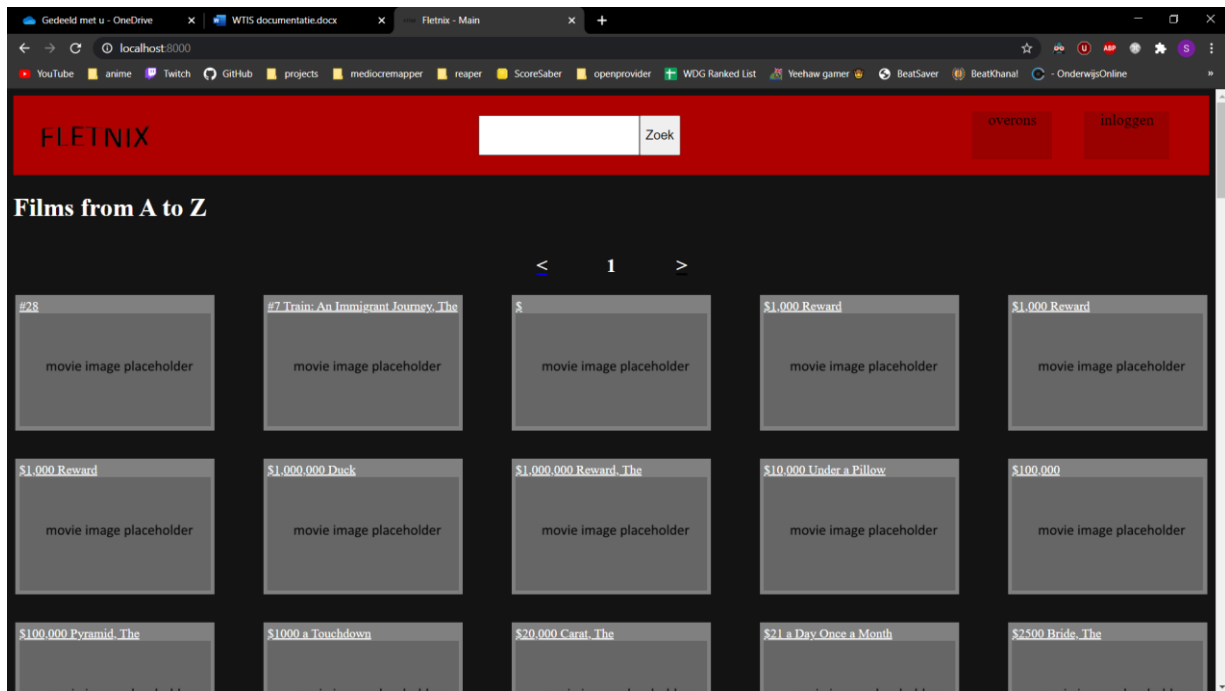 Gedeeld met u - OneDrive WTIS documentatie.docx Fletnix - Main
localhost:8000
YouTube anime Twitch GitHub projects mediocremapper reaper ScoreSaber openprovider WDG Ranked List Yeehaw gamer BeatSaver BeatKhana! - OnderwijsOnline »
FLETNIX Zoek overons inloggen
Films from A to Z
< 1 >
#28 #7 Train: An Immigrant Journey, The $ $1,000 Reward $1,000 Reward
movie image placeholder movie image placeholder movie image placeholder movie image placeholder movie image placeholder
$1,000 Reward $1,000,000 Duck $1,000,000 Reward, The $10,000 Under a Pillow $100,000
movie image placeholder movie image placeholder movie image placeholder movie image placeholder movie image placeholder
$100,000 Pyramid, The $1000 a Touchdown $20,000 Carat, The $21 a Day Once a Month $2500 Bride, The